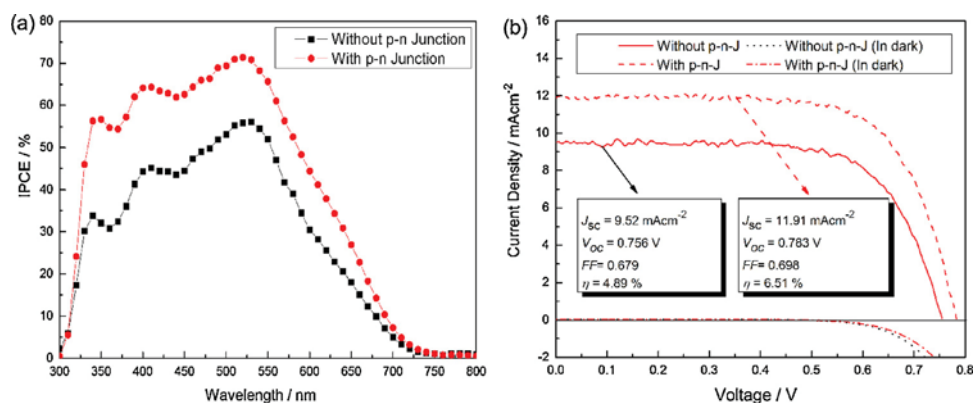 (a)
Without p-n Junction
With p-n Junction
IPCE / %
80
70
60
50
40
30
20
10
0
300 350 400 450 500 550 600 650 700 750 800
Wavelength / nm
(b)
Without p-n-J Without p-n-J (In dark)
With p-n-J With p-n-J (In dark)
Current Density / mAcm⁻²
16
14
12
10
8
6
4
2
0
-2
J_SC = 9.52 mAcm⁻²
V_OC = 0.756 V
FF= 0.679
η = 4.89 %
J_SC = 11.91 mAcm⁻²
V_OC = 0.783 V
FF= 0.698
η = 6.51 %
0.0 0.1 0.2 0.3 0.4 0.5 0.6 0.7 0.8
Voltage / V